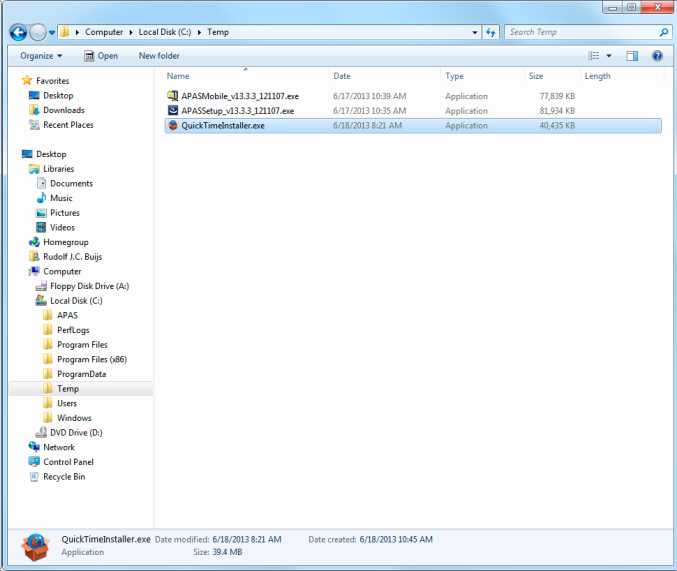 Computer Local Disk (C:) Temp Search Temp
Organize Open New folder
Name Date Type Size Length
APASMobile_v13.3.3_121107.exe 6/17/2013 10:39 AM Application 77,839 KB
APASSetup_v13.3.3_121107.exe 6/17/2013 10:35 AM Application 81,934 KB
QuickTimeInstaller.exe 6/18/2013 8:21 AM Application 40,435 KB
Favorites
Desktop
Downloads
Recent Places
Desktop
Libraries
Documents
Music
Pictures
Videos
Homegroup
Rudolf J.C. Buijs
Computer
Floppy Disk Drive (A:)
Local Disk (C:)
APAS
PerfLogs
Program Files
Program Files (x86)
ProgramData
Temp
Users
Windows
DVD Drive (D:)
Network
Control Panel
Recycle Bin
QuickTimeInstaller.exe Date modified: 6/18/2013 8:21 AM Date created: 6/18/2013 10:45 AM
Application Size: 39.4 MB